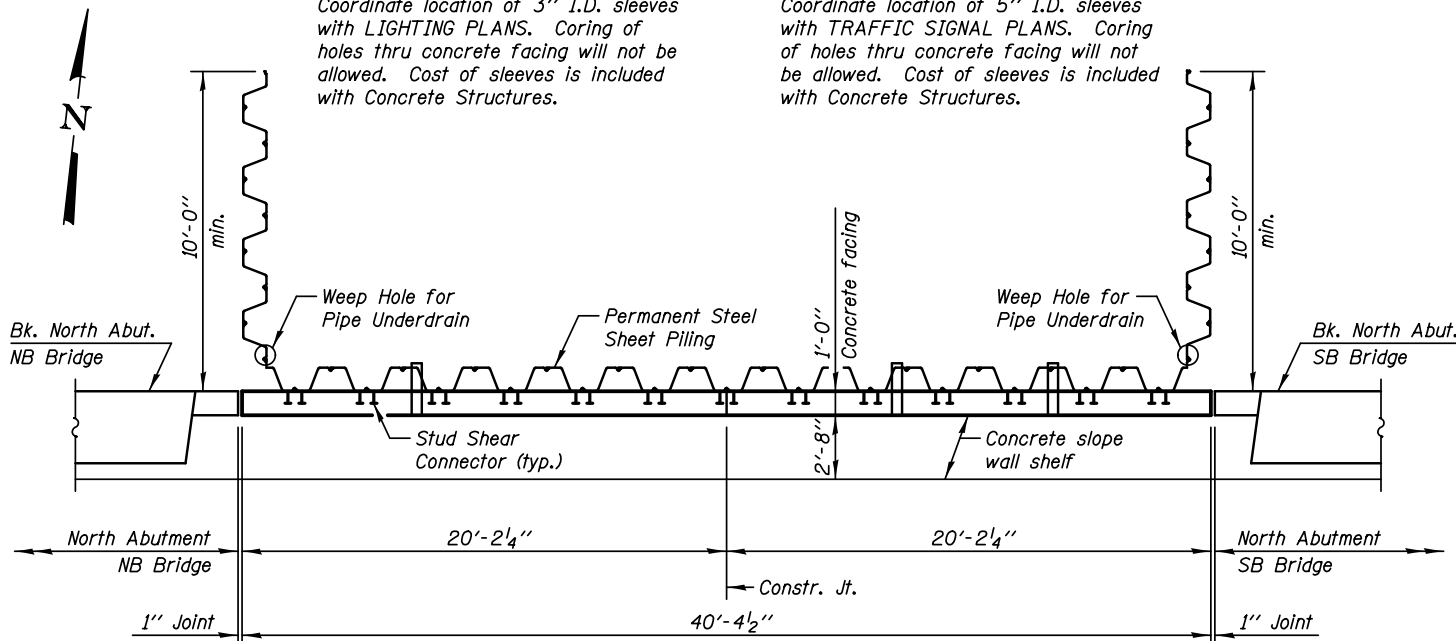 Coordinate location of 3" I.D. sleeves
with LIGHTING PLANS. Coring of
holes thru concrete facing will not be
allowed. Cost of sleeves is included
with Concrete Structures.
Coordinate location of 5" I.D. sleeves
with TRAFFIC SIGNAL PLANS. Coring
of holes thru concrete facing will not
be allowed. Cost of sleeves is included
with Concrete Structures.
N
10'-0"
min.
10'-0"
min.
1'-0"
Concrete facing
Weep Hole for
Pipe Underdrain
Permanent Steel
Sheet Piling
Weep Hole for
Pipe Underdrain
Bk. North Abut.
NB Bridge
Bk. North Abut.
SB Bridge
Stud Shear
Connector (typ.)
2'-8"
Concrete slope
wall shelf
North Abutment
NB Bridge
20'-2 1/4"
20'-2 1/4"
North Abutment
SB Bridge
Constr. Jt.
1" Joint
40'-4 1/2"
1" Joint